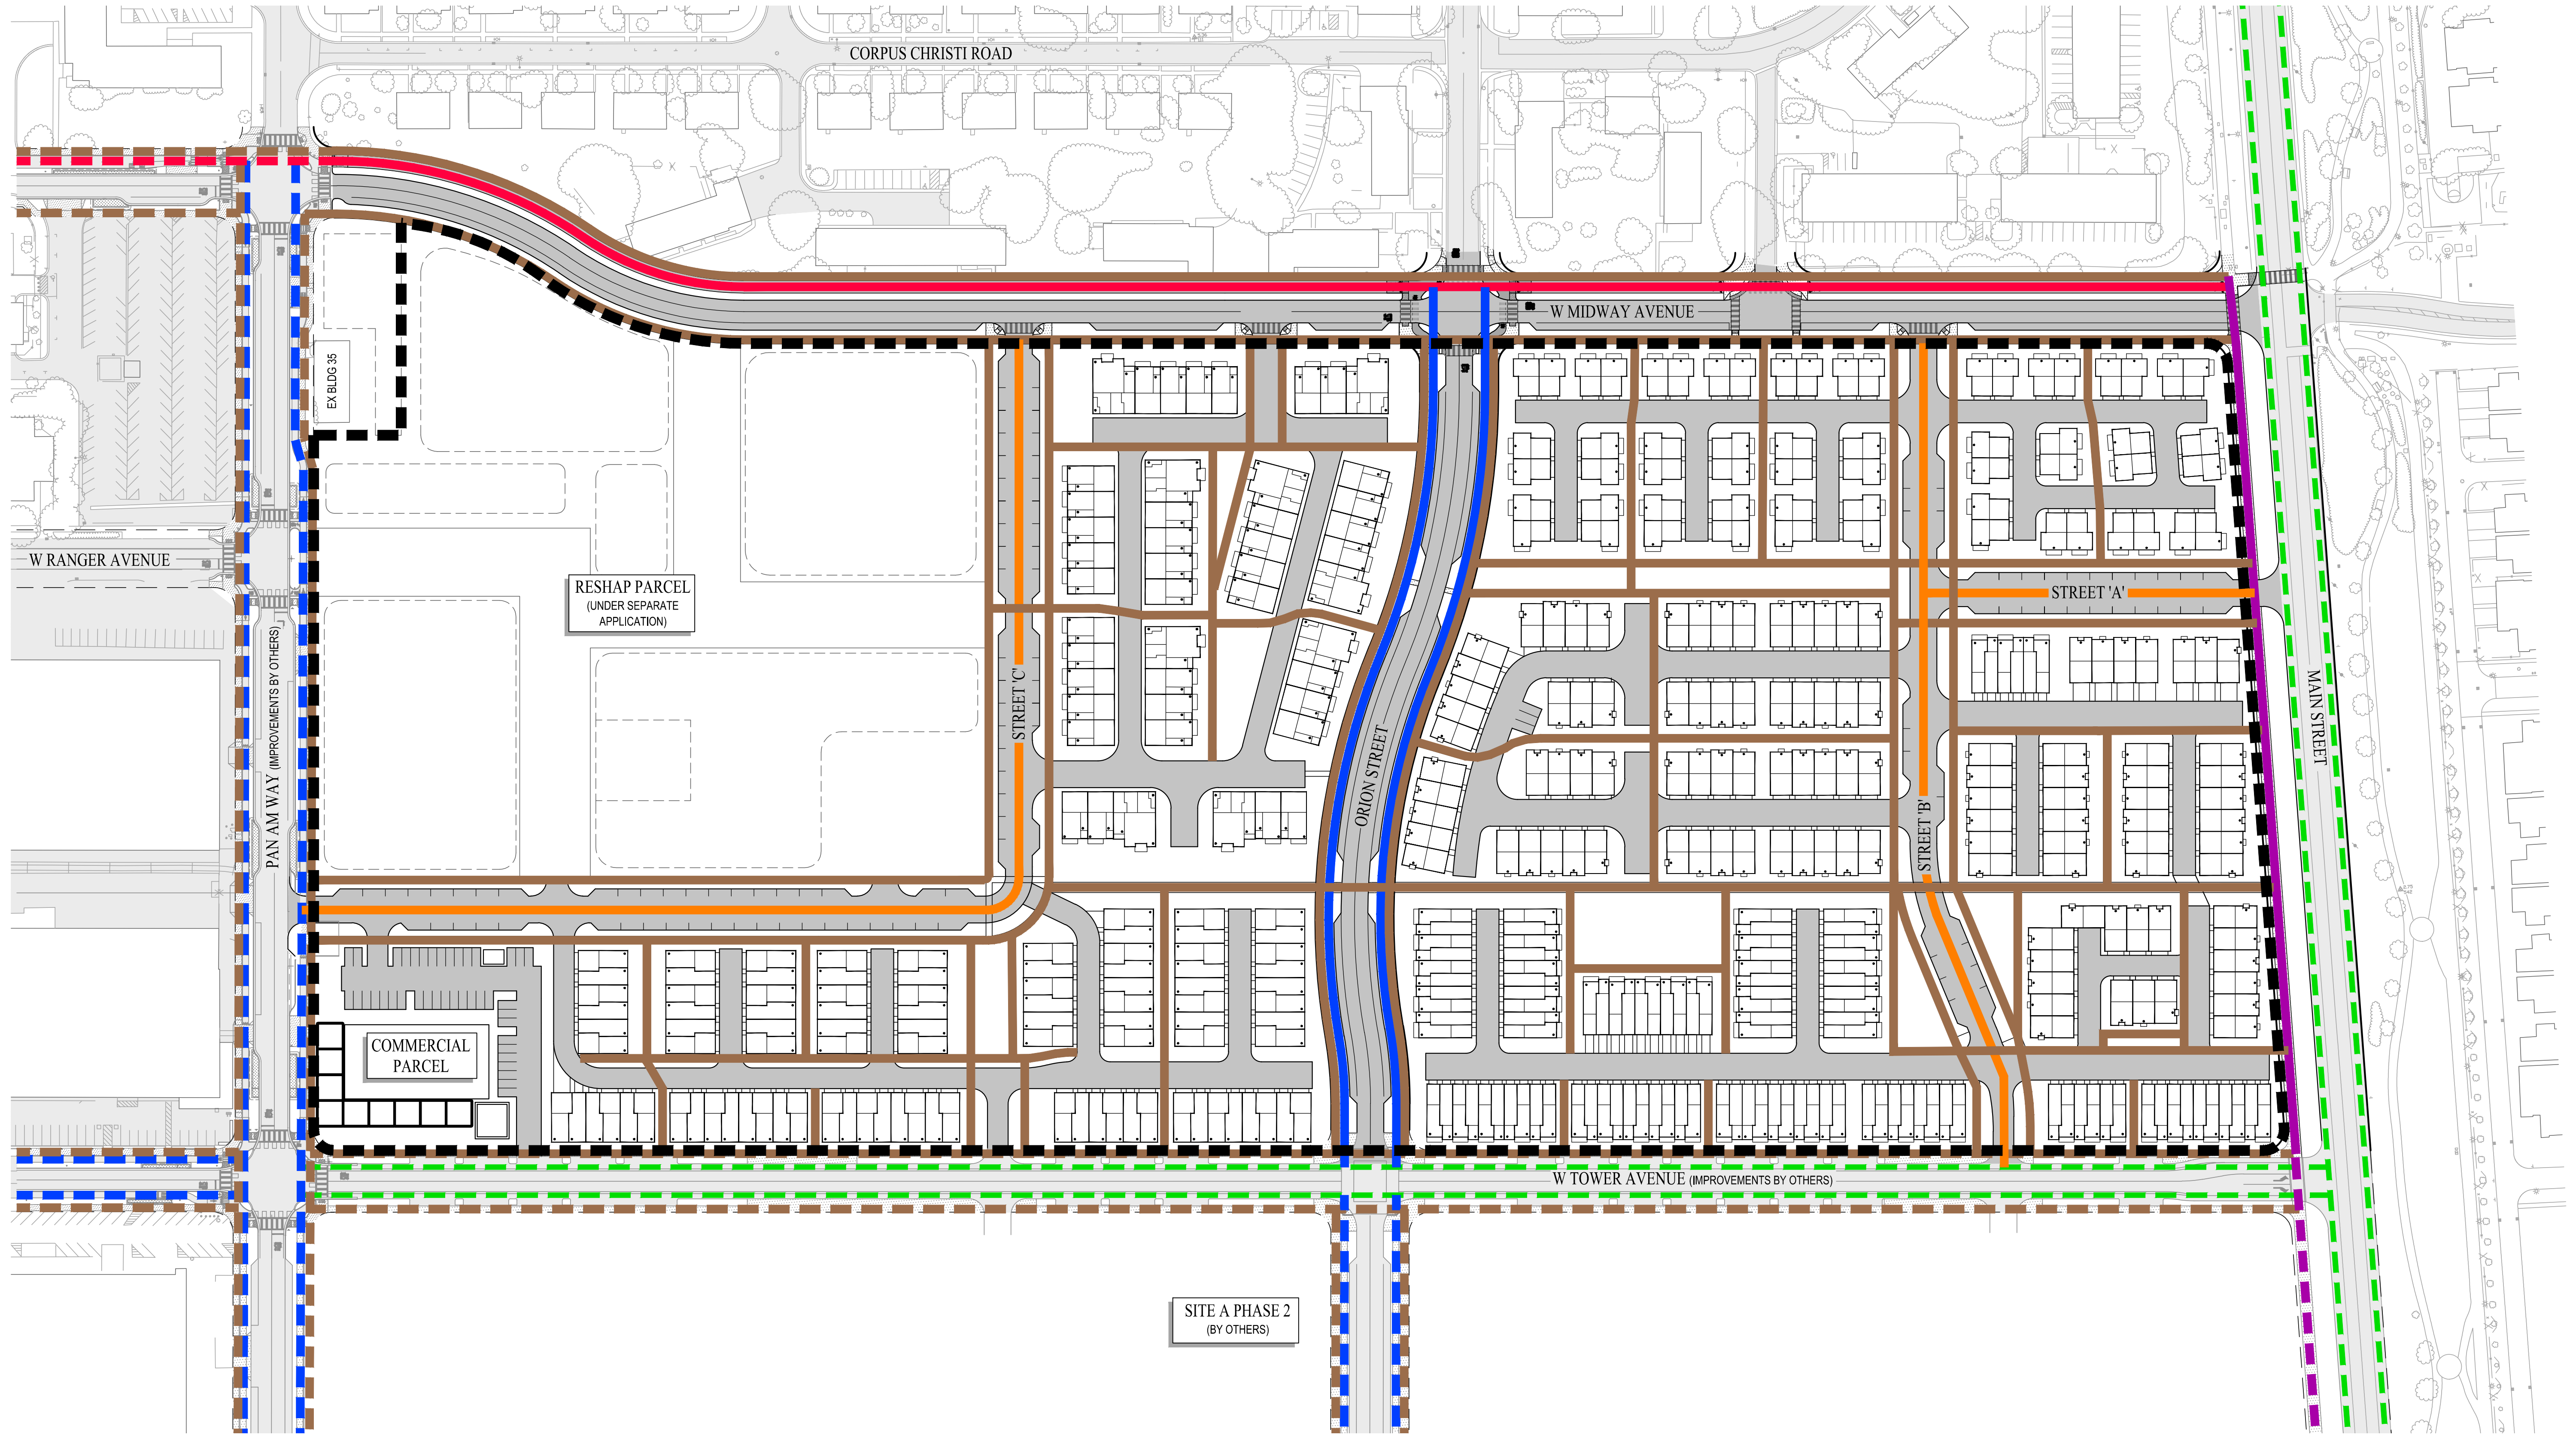 CORPUS CHRISTI ROAD
W MIDWAY AVENUE
EX BLDG 35
W RANGER AVENUE
RESHAP PARCEL
(UNDER SEPARATE
APPLICATION)
STREET 'A'
PAN AM WAY (IMPROVEMENTS BY OTHERS)
STREET 'C'
ORION STREET
STREET 'B'
MAIN STREET
COMMERCIAL
PARCEL
W TOWER AVENUE (IMPROVEMENTS BY OTHERS)
SITE A PHASE 2
(BY OTHERS)